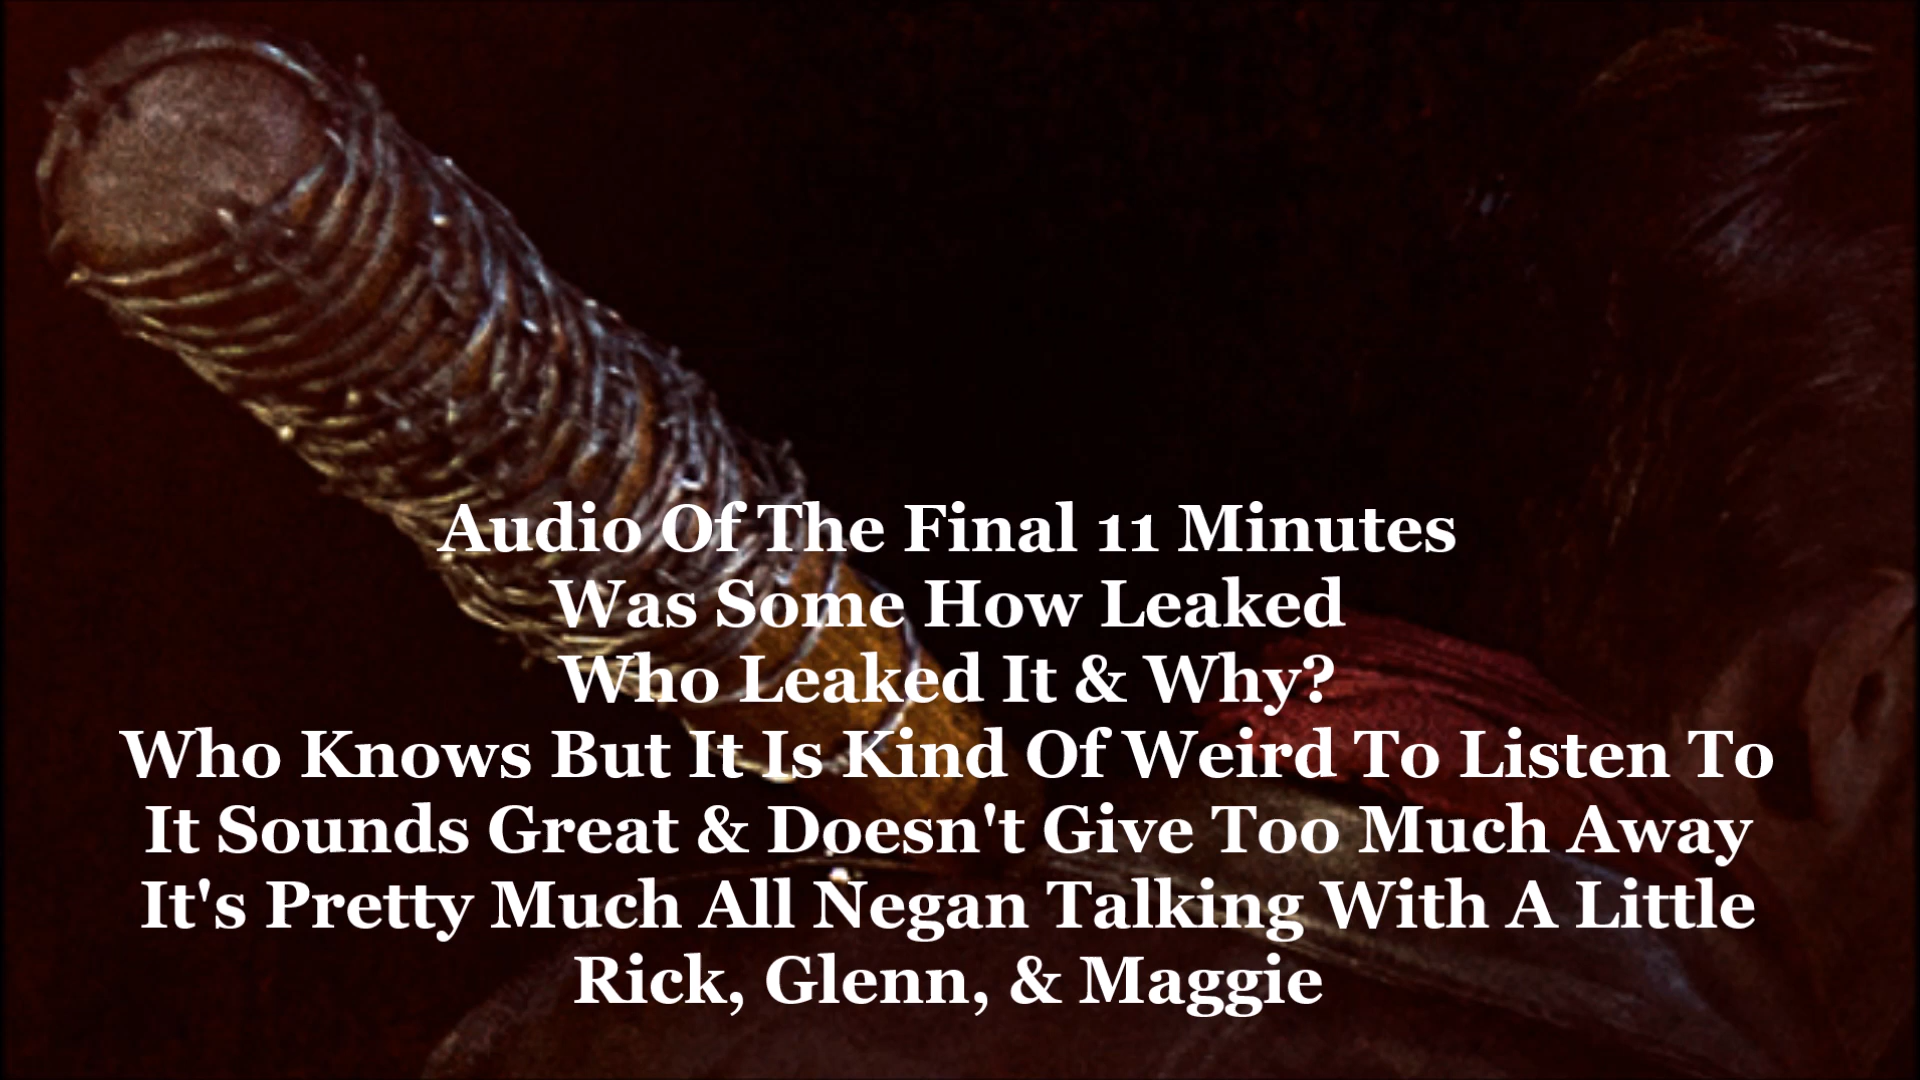 Audio Of The Final 11 Minutes
Was Some How Leaked
Who Leaked It & Why?
Who Knows But It Is Kind Of Weird To Listen To
It Sounds Great & Doesn't Give Too Much Away
It's Pretty Much All Negan Talking With A Little
Rick, Glenn, & Maggie